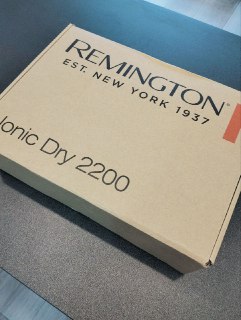 REMINGTON®
EST. NEW YORK 1937
Ionic Dry 2200